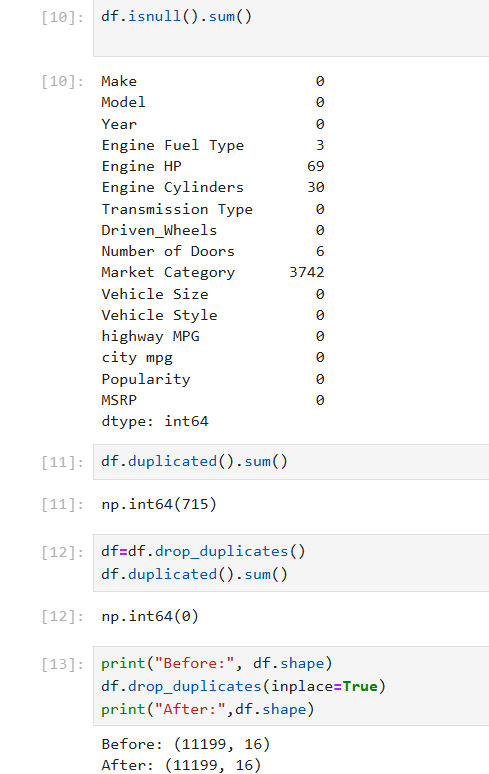 [10]: df.isnull().sum()
[10]: Make 0
Model 0
Year 0
Engine Fuel Type 3
Engine HP 69
Engine Cylinders 30
Transmission Type 0
Driven_Wheels 0
Number of Doors 6
Market Category 3742
Vehicle Size 0
Vehicle Style 0
highway MPG 0
city mpg 0
Popularity 0
MSRP 0
dtype: int64
[11]: df.duplicated().sum()
[11]: np.int64(715)
[12]: df=df.drop_duplicates()
df.duplicated().sum()
[12]: np.int64(0)
[13]: print("Before:", df.shape)
df.drop_duplicates(inplace=True)
print("After:",df.shape)
Before: (11199, 16)
After: (11199, 16)